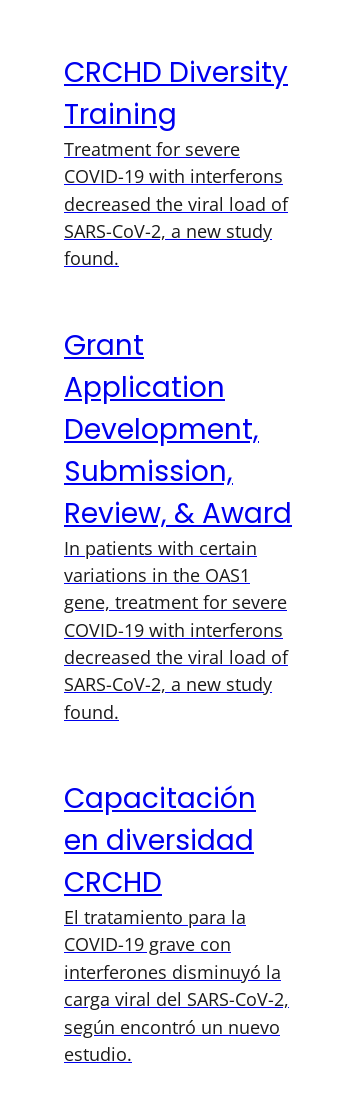 CRCHD Diversity
Training
Treatment for severe
COVID-19 with interferons
decreased the viral load of
SARS-CoV-2, a new study
found.
Grant
Application
Development,
Submission,
Review, & Award
In patients with certain
variations in the OAS1
gene, treatment for severe
COVID-19 with interferons
decreased the viral load of
SARS-CoV-2, a new study
found.
Capacitación
en diversidad
CRCHD
El tratamiento para la
COVID-19 grave con
interferones disminuyó la
carga viral del SARS-CoV-2,
según encontró un nuevo
estudio.